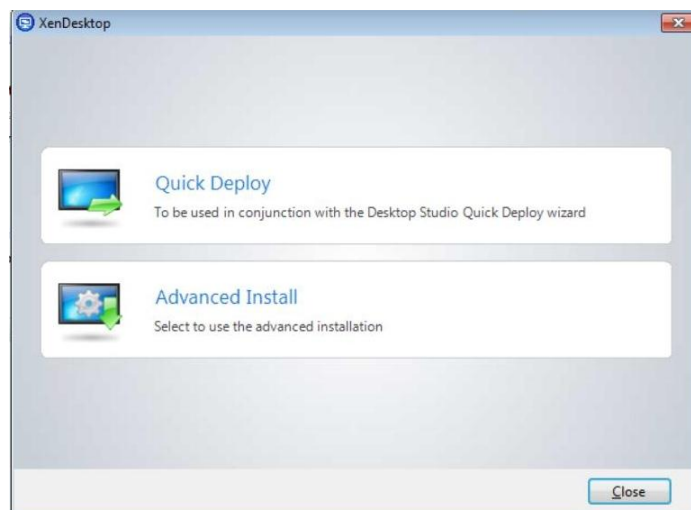 XenDesktop
Quick Deploy
To be used in conjunction with the Desktop Studio Quick Deploy wizard
Advanced Install
Select to use the advanced installation
Close